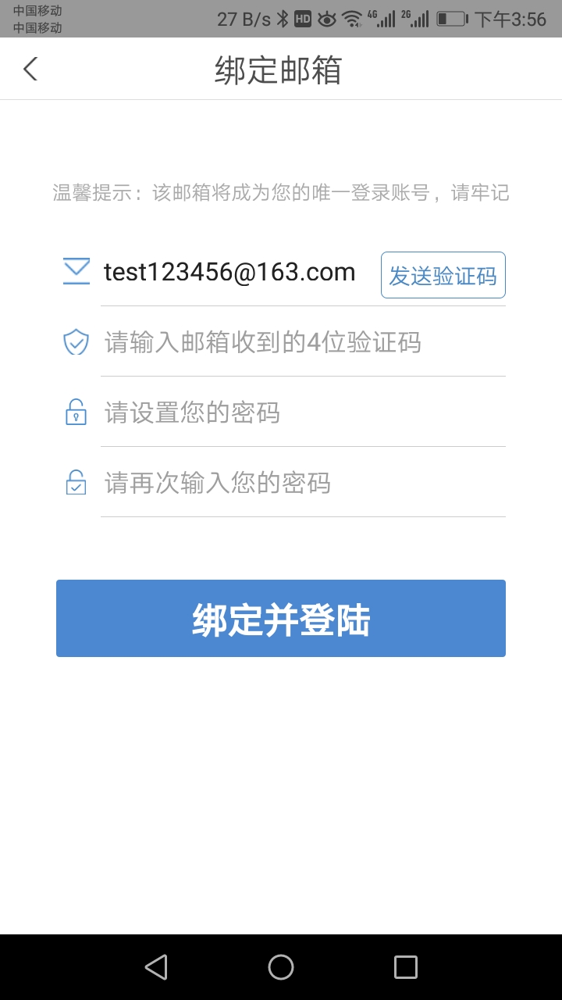 中国移动
中国移动
27 B/s HD 4G 2G 下午3:56
绑定邮箱
温馨提示：该邮箱将成为您的唯一登录账号，请牢记
test123456@163.com 发送验证码
请输入邮箱收到的4位验证码
请设置您的密码
请再次输入您的密码
绑定并登陆